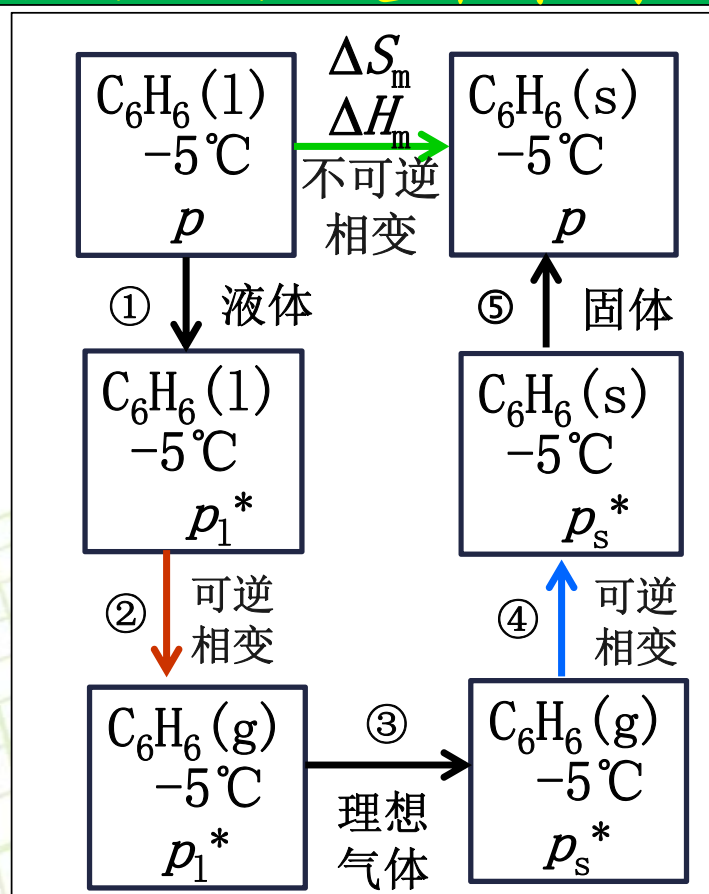 C₆H₆(l)
-5℃
p
ΔSₘ
ΔHₘ
不可逆
相变
C₆H₆(s)
-5℃
p
①
液体
⑤
固体
C₆H₆(l)
-5℃
pₗ*
C₆H₆(s)
-5℃
pₛ*
②
可逆
相变
④
可逆
相变
C₆H₆(g)
-5℃
pₗ*
③
理想
气体
C₆H₆(g)
-5℃
pₛ*